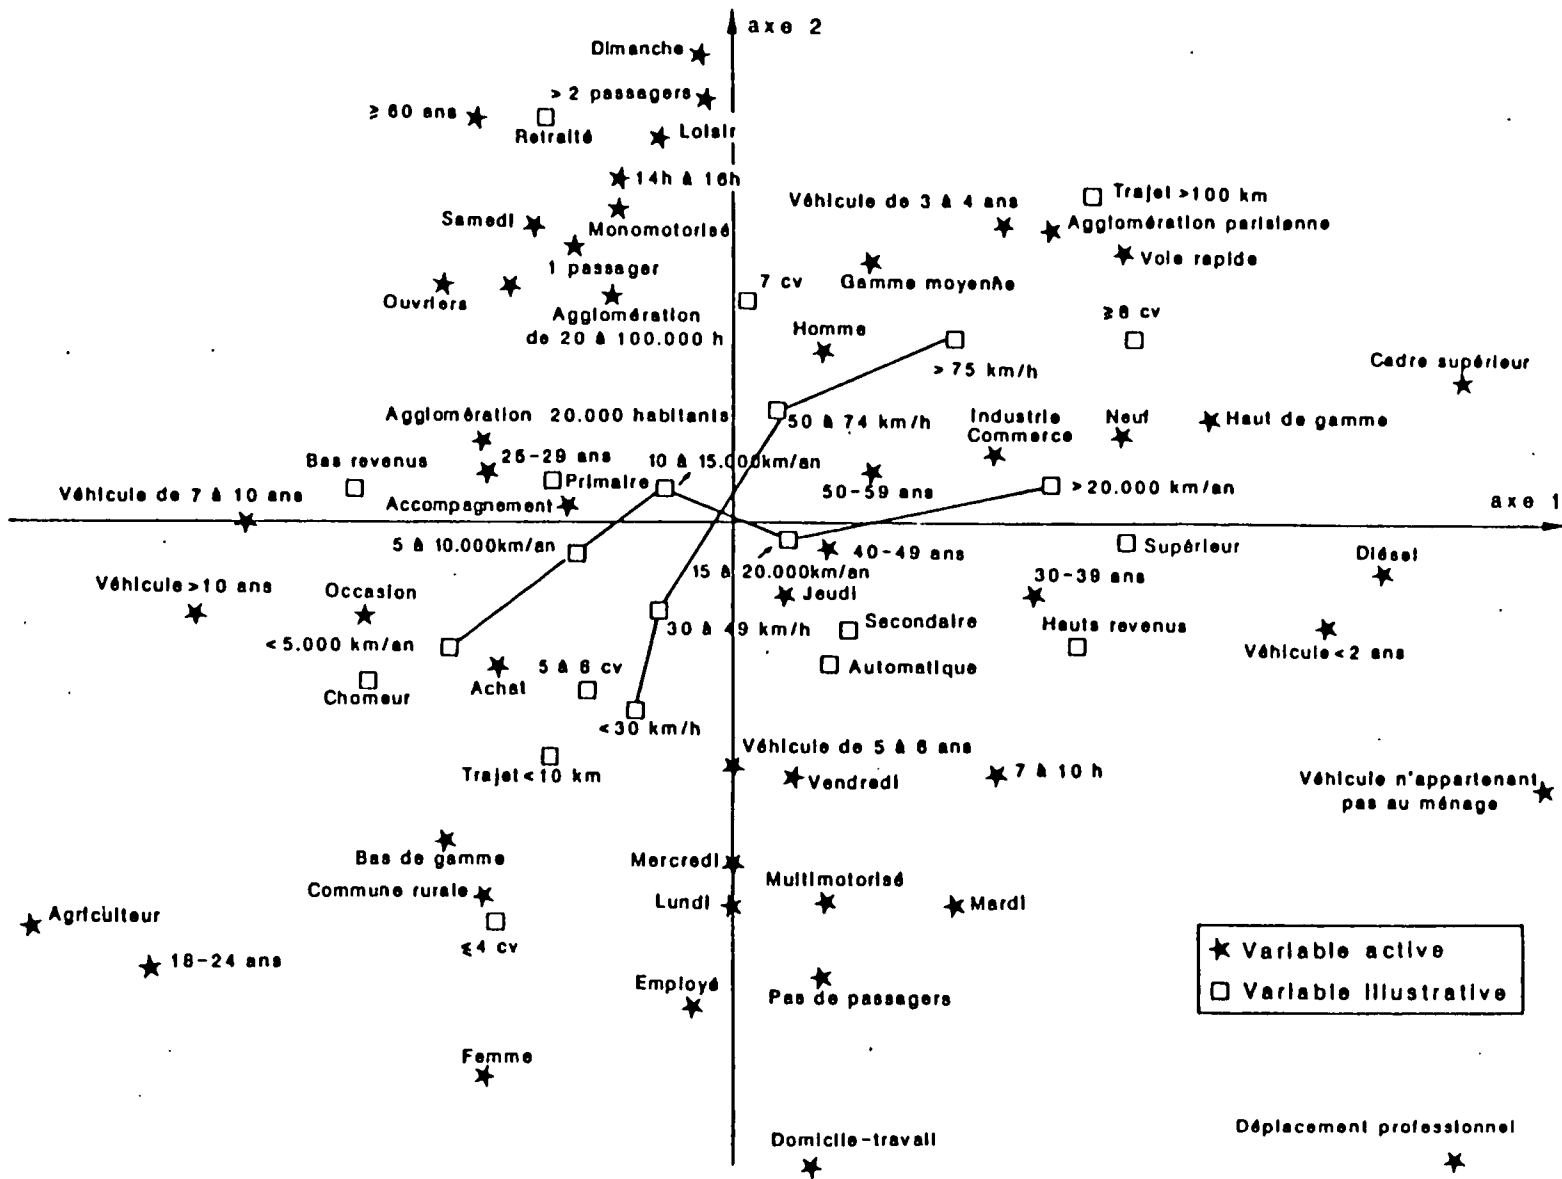 axe 2
Dimanche
> 2 passagers
⩾ 60 ans
Retraité
Loisir
14h à 16h
Véhicule de 3 à 4 ans
Trajet >100 km
Samedi
Monomotorisé
Agglomération parisienne
1 passager
Voie rapide
Ouvriers
7 cv
Gamme moyenne
Agglomération
de 20 à 100.000 h
Homme
⩾8 cv
> 75 km/h
Cadre supérieur
Agglomération 20.000 habitants
50 à 74 km/h
Industrie
Commerce
Neuf
Haut de gamme
Bas revenus
25-29 ans
Primaire
10 à 15.000km/an
50-59 ans
>20.000 km/an
Véhicule de 7 à 10 ans
Accompagnement
axe 1
5 à 10.000km/an
40-49 ans
Supérieur
Diésel
15 à 20.000km/an
30-39 ans
Véhicule >10 ans
Occasion
Jeudi
30 à 49 km/h
Secondaire
Hauts revenus
<5.000 km/an
Véhicule <2 ans
Chomeur
Achat
5 à 6 cv
Automatique
<30 km/h
Trajet <10 km
Véhicule de 5 à 6 ans
Vendredi
7 à 10 h
Véhicule n'appartenant
pas au ménage
Bas de gamme
Mercredi
Commune rurale
Lundi
Multimotorisé
Mardi
Agriculteur
⩽4 cv
18-24 ans
Variable active
Employé
Pas de passagers
Variable illustrative
Femme
Domicile-travail
Déplacement professionnel